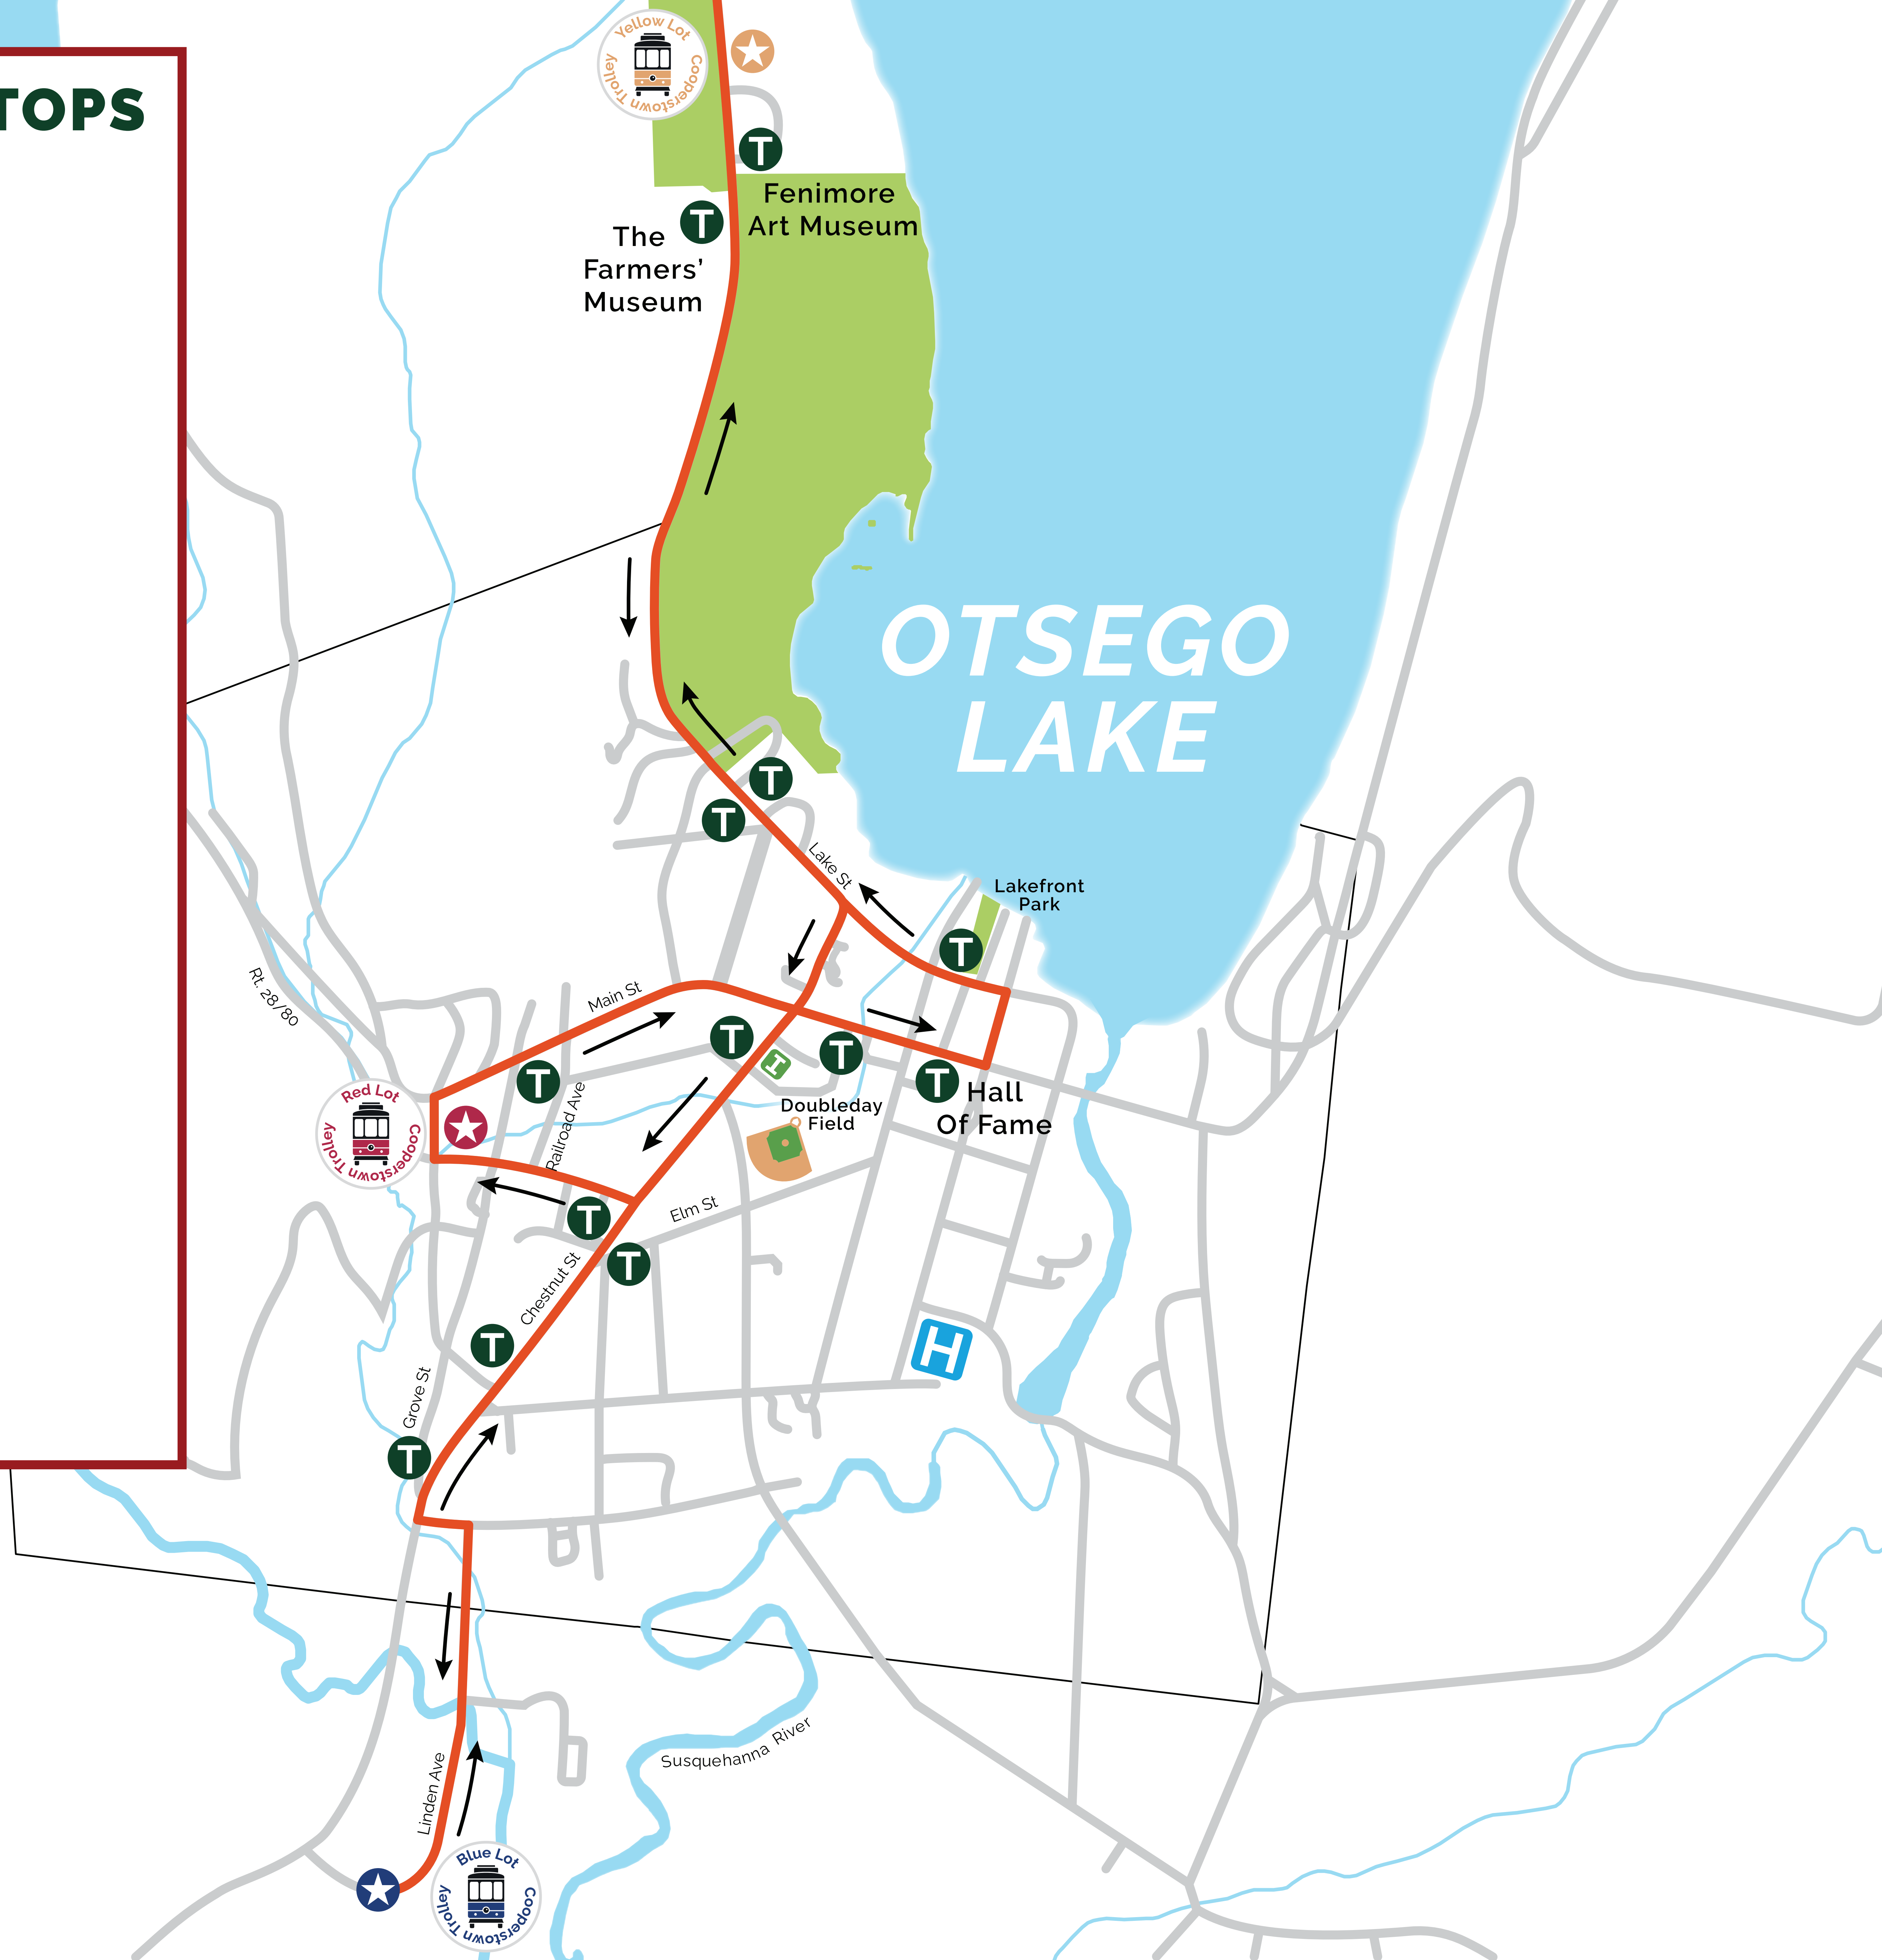 TOPS
Yellow Lot
Cooperstown Trolley
T
Fenimore
Art Museum
T
The
Farmers'
Museum
OTSEGO
LAKE
T
T
Lake St
Lakefront
Park
T
Rt. 28/80
Main St
T
I
T
T
T
Hall
Of Fame
Doubleday
Field
Red Lot
Cooperstown Trolley
Railroad Ave
Elm St
T
T
Chestnut St
T
H
Grove St
T
Susquehanna River
Linden Ave
Blue Lot
Cooperstown Trolley